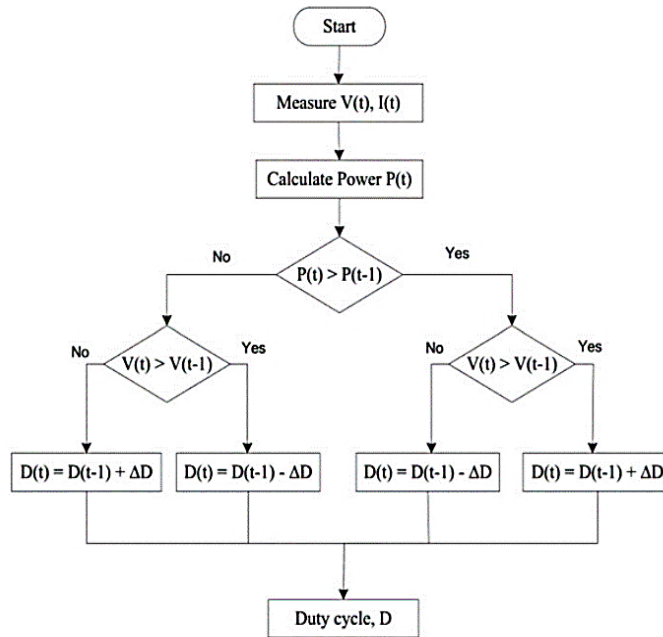 Start
Measure V(t), I(t)
Calculate Power P(t)
No
Yes
P(t) > P(t-1)
No
V(t) > V(t-1)
Yes
No
V(t) > V(t-1)
Yes
D(t) = D(t-1) + ΔD
D(t) = D(t-1) - ΔD
D(t) = D(t-1) - ΔD
D(t) = D(t-1) + ΔD
Duty cycle, D